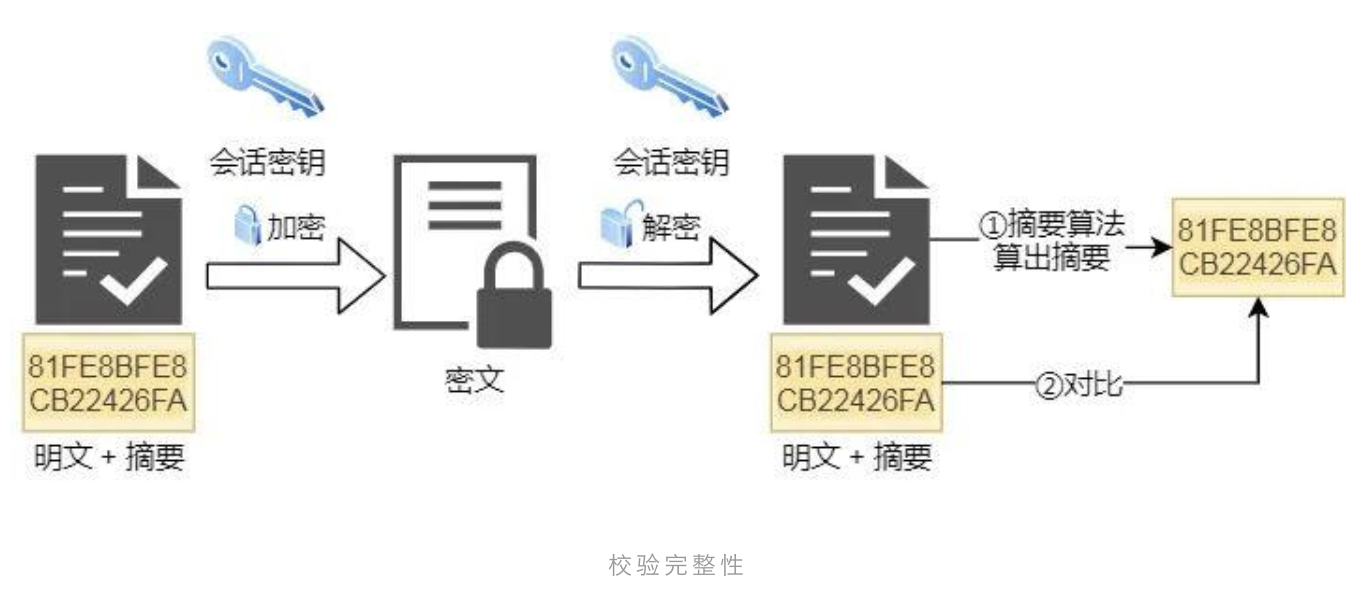 会话密钥
会话密钥
加密
解密
①摘要算法
算出摘要
81FE8BFE8
CB22426FA
密文
81FE8BFE8
CB22426FA
明文 + 摘要
81FE8BFE8
CB22426FA
明文 + 摘要
②对比
校验完整性